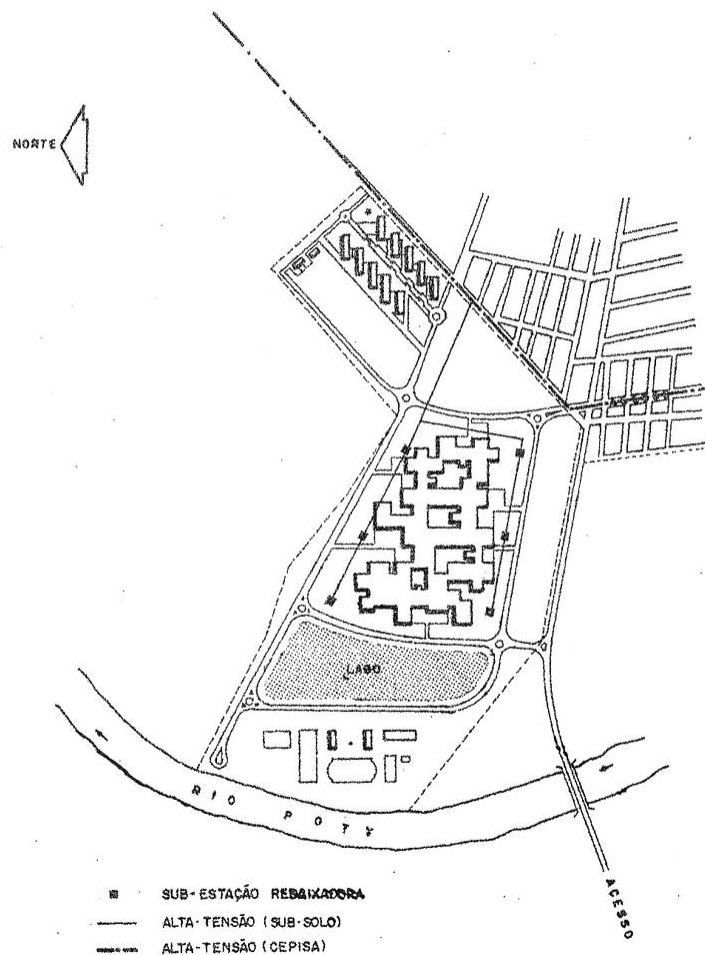 NORTE
LAGO
RIO POTY
ACESSO
SUB-ESTAÇÃO REBAIXADORA
ALTA-TENSÃO (SUB-SOLO)
ALTA-TENSÃO (CEPISA)